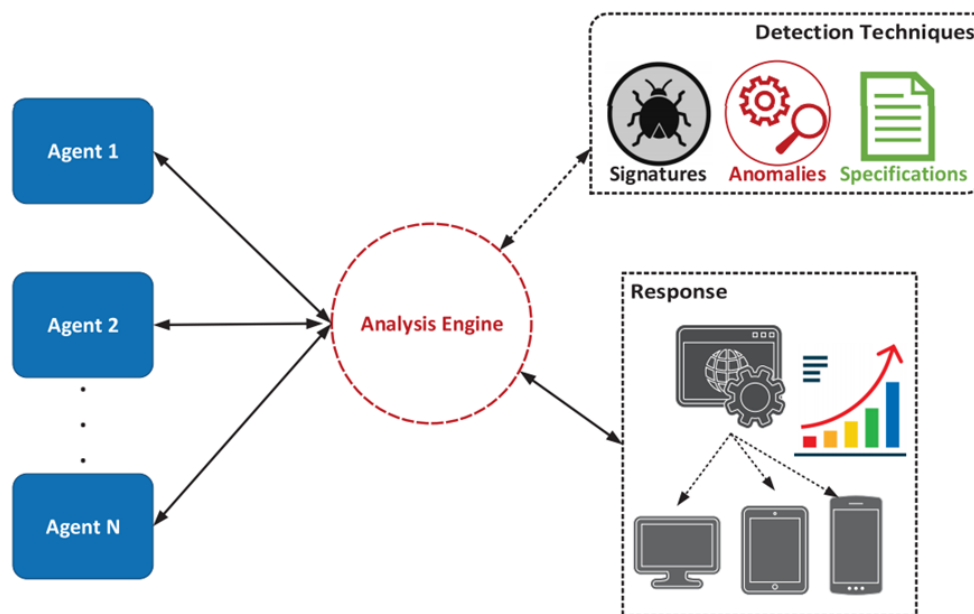 Detection Techniques
Signatures
Anomalies
Specifications
Agent 1
Agent 2
Agent N
Analysis Engine
Response